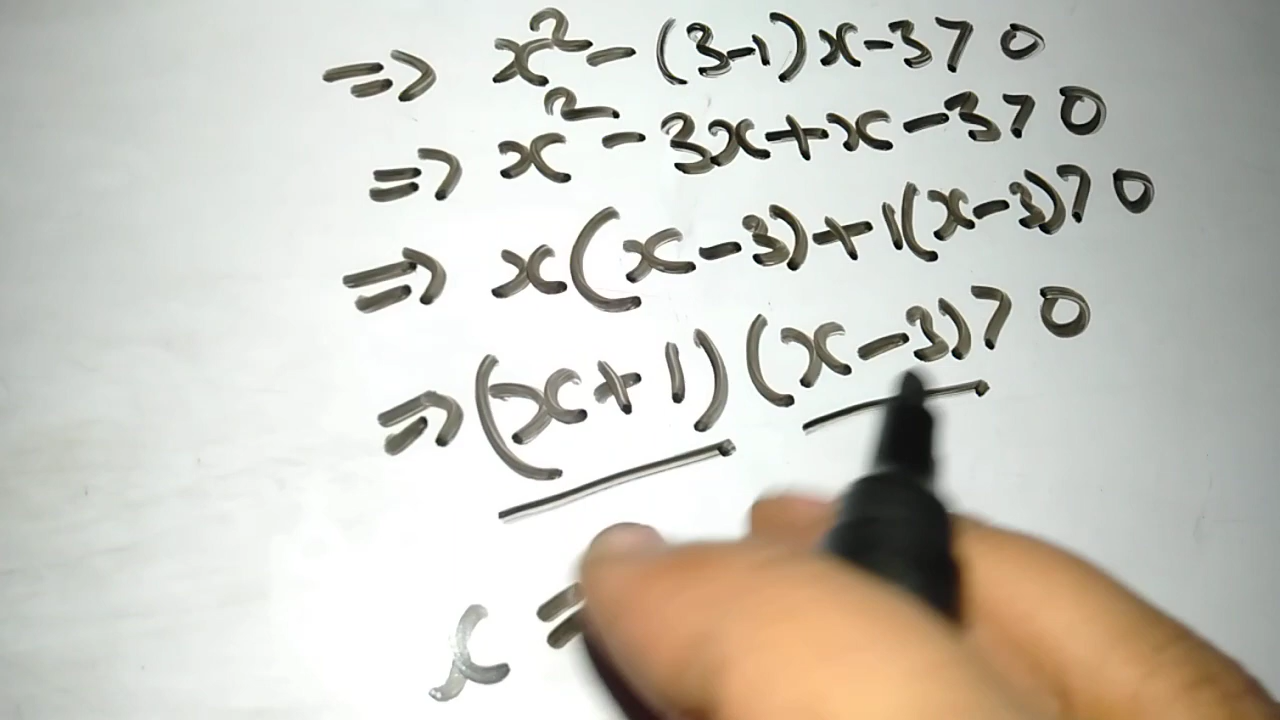 => x² - (3-1)x - 3 > 0
=> x² - 3x + x - 3 > 0
=> x(x - 3) + 1(x - 3) > 0
=> (x + 1) (x - 3) > 0
x =